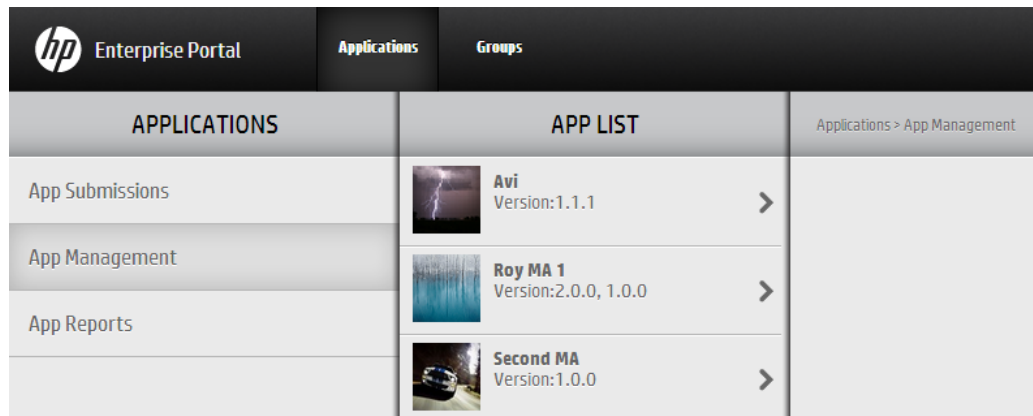 hp Enterprise Portal Applications Groups
APPLICATIONS
App Submissions
App Management
App Reports
APP LIST
Avi
Version:1.1.1
Roy MA 1
Version:2.0.0, 1.0.0
Second MA
Version:1.0.0
Applications > App Management